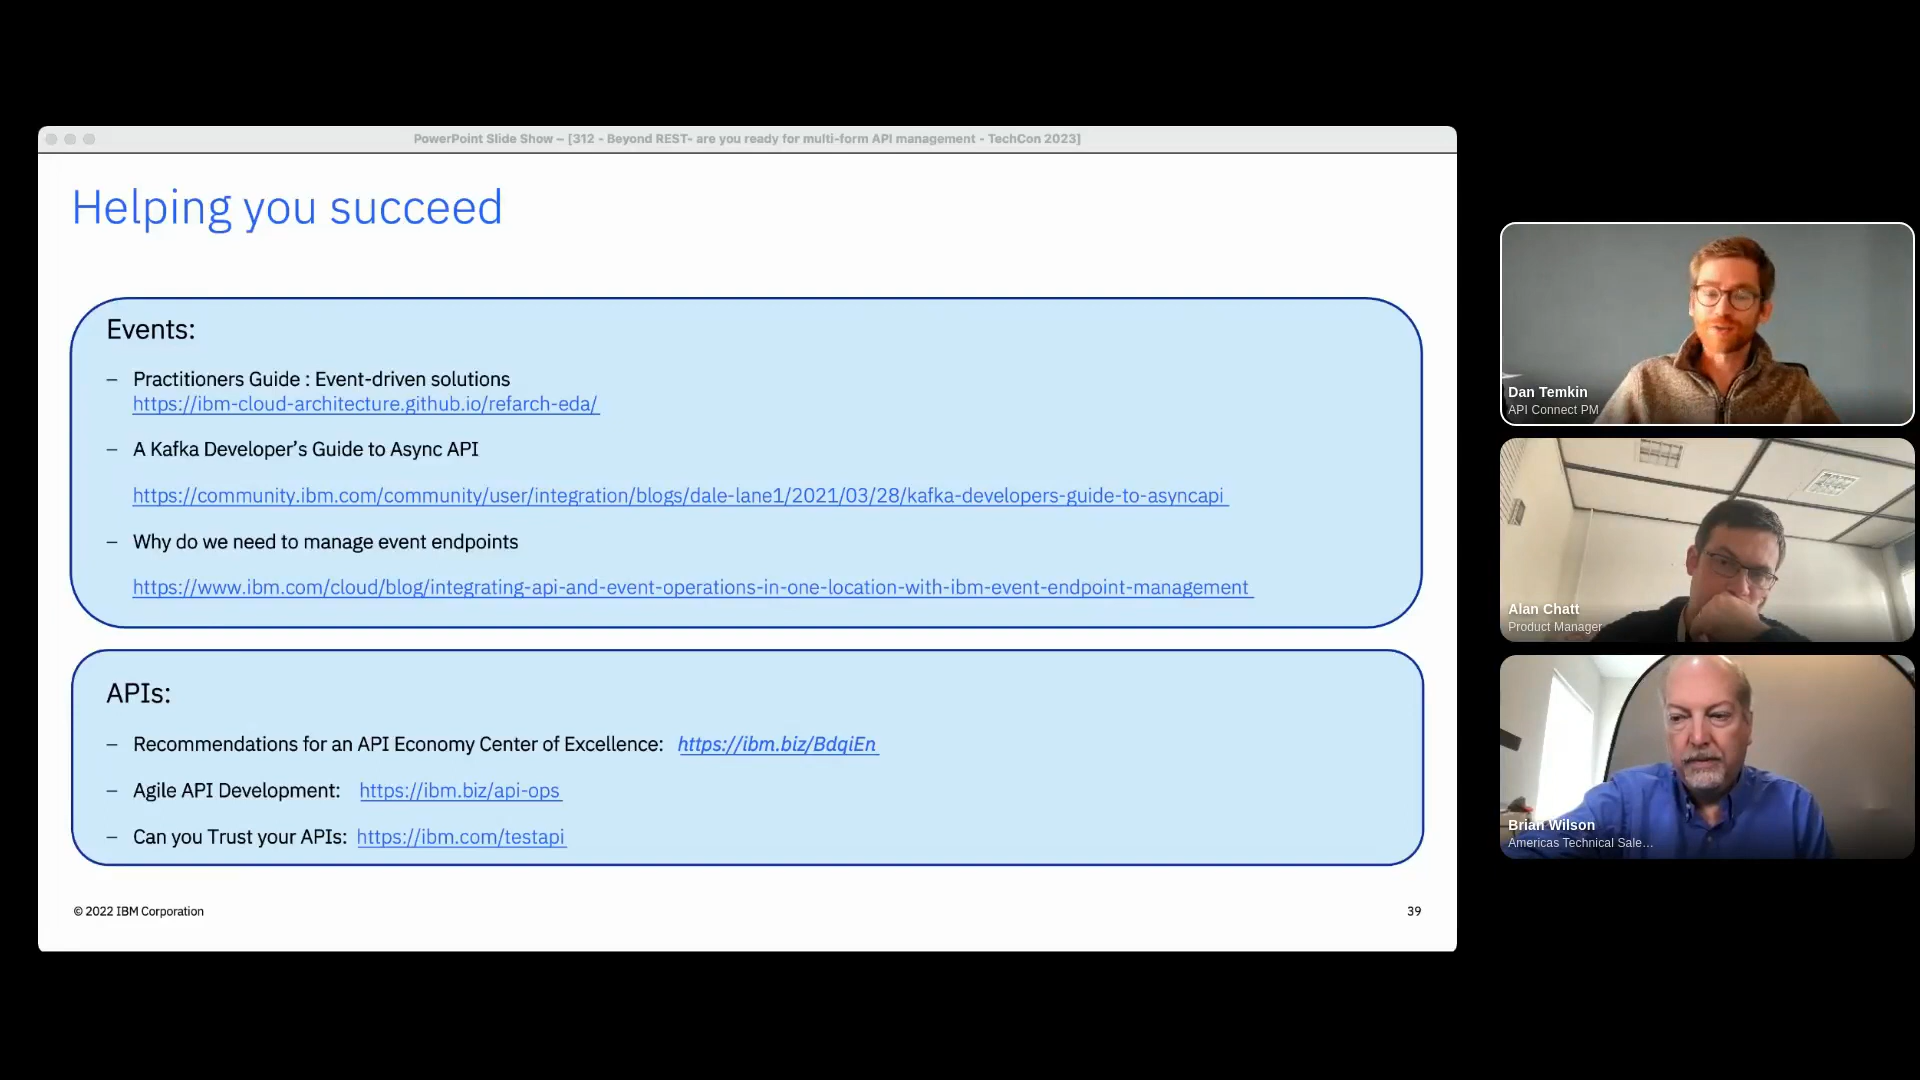 PowerPoint Slide Show – [312 - Beyond REST- are you ready for multi-form API management - TechCon 2023]
Helping you succeed
Events:
– Practitioners Guide : Event-driven solutions
https://ibm-cloud-architecture.github.io/refarch-eda/
– A Kafka Developer's Guide to Async API
https://community.ibm.com/community/user/integration/blogs/dale-lane1/2021/03/28/kafka-developers-guide-to-asyncapi
– Why do we need to manage event endpoints
https://www.ibm.com/cloud/blog/integrating-api-and-event-operations-in-one-location-with-ibm-event-endpoint-management
APIs:
– Recommendations for an API Economy Center of Excellence: https://ibm.biz/BdqiEn
– Agile API Development: https://ibm.biz/api-ops
– Can you Trust your APIs: https://ibm.com/testapi
© 2022 IBM Corporation
39
Dan Temkin
API Connect PM
Alan Chatt
Product Manager
Brian Wilson
Americas Technical Sale...